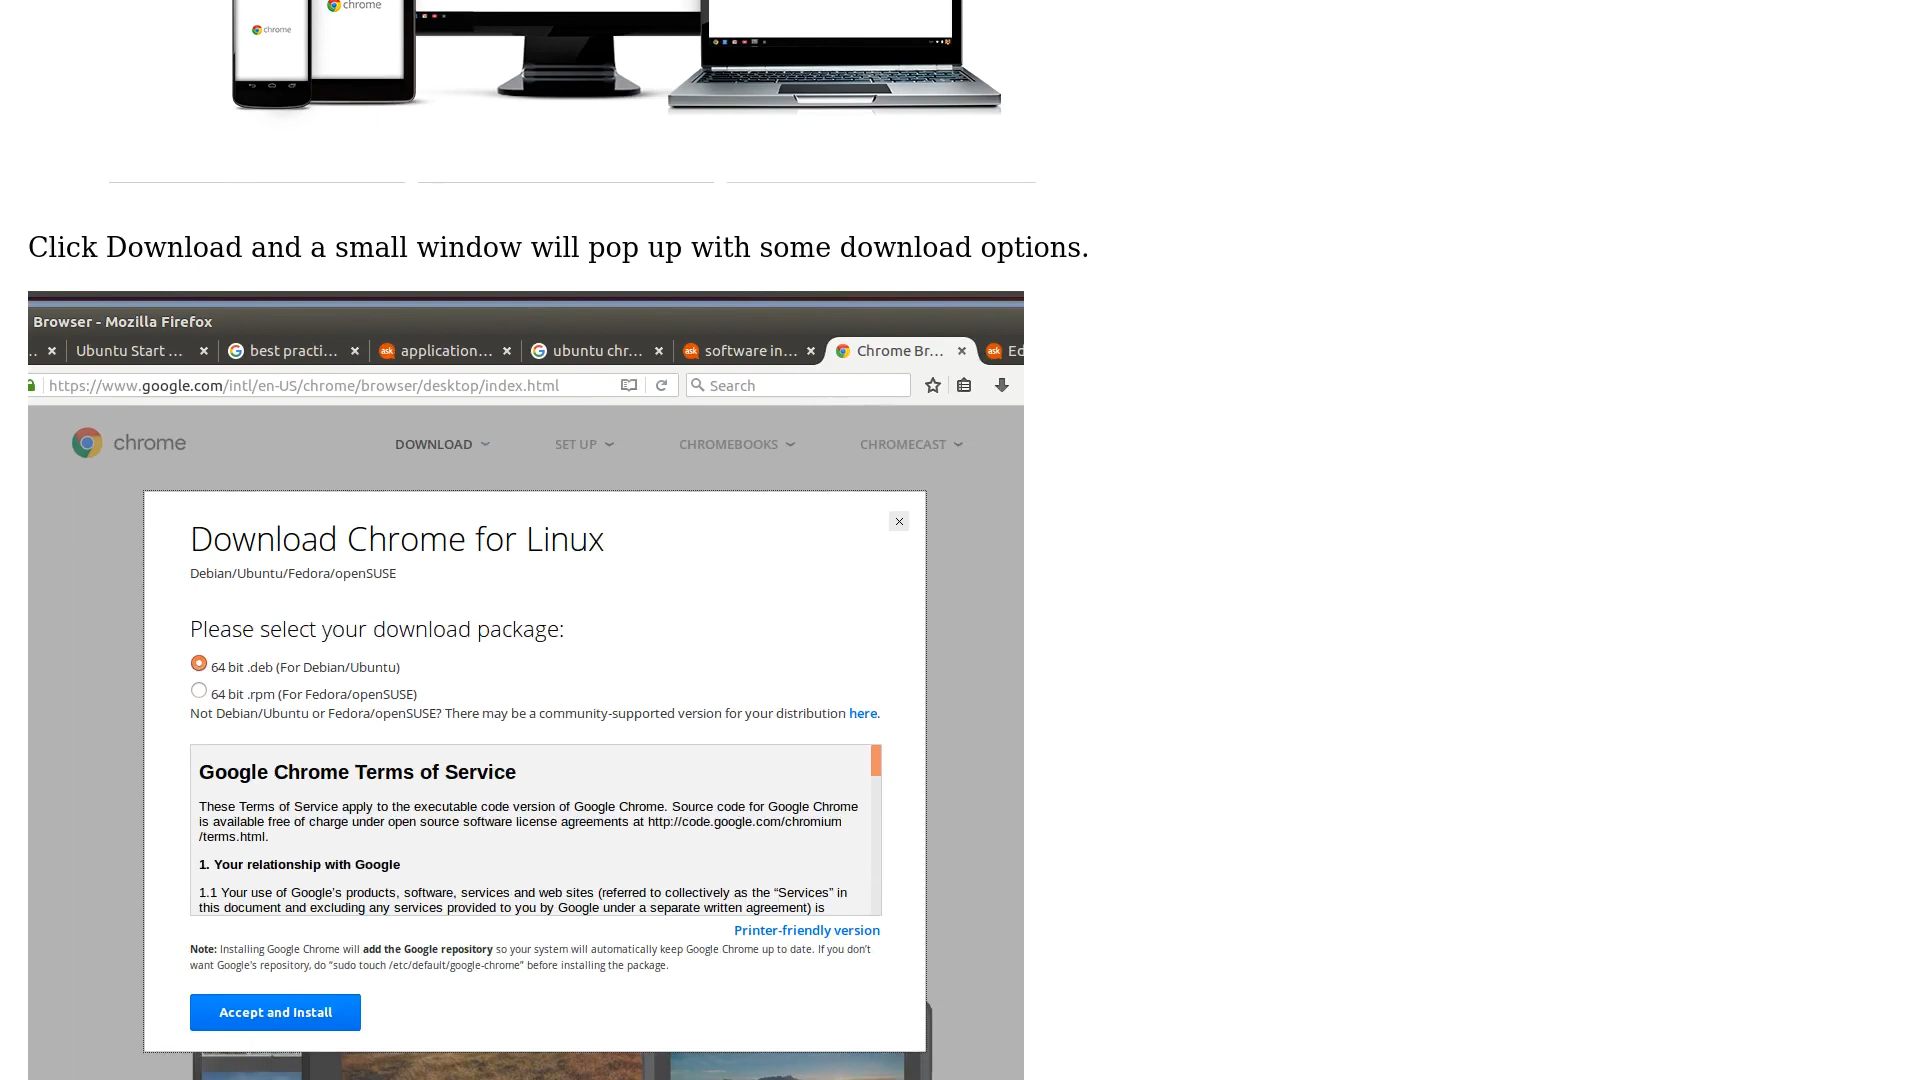 chrome
chrome
Click Download and a small window will pop up with some download options.
Browser - Mozilla Firefox
.. Ubuntu Start ... best practi... application... ubuntu chr... software in... Chrome Br... Ed
https://www.google.com/intl/en-US/chrome/browser/desktop/index.html Search
chrome DOWNLOAD SET UP CHROMEBOOKS CHROMECAST
Download Chrome for Linux
Debian/Ubuntu/Fedora/openSUSE
Please select your download package:
64 bit .deb (For Debian/Ubuntu)
64 bit .rpm (For Fedora/openSUSE)
Not Debian/Ubuntu or Fedora/openSUSE? There may be a community-supported version for your distribution here.
Google Chrome Terms of Service
These Terms of Service apply to the executable code version of Google Chrome. Source code for Google Chrome
is available free of charge under open source software license agreements at http://code.google.com/chromium
/terms.html.
1. Your relationship with Google
1.1 Your use of Google’s products, software, services and web sites (referred to collectively as the “Services” in
this document and excluding any services provided to you by Google under a separate written agreement) is
Printer-friendly version
Note: Installing Google Chrome will add the Google repository so your system will automatically keep Google Chrome up to date. If you don’t
want Google's repository, do “sudo touch /etc/default/google-chrome” before installing the package.
Accept and Install